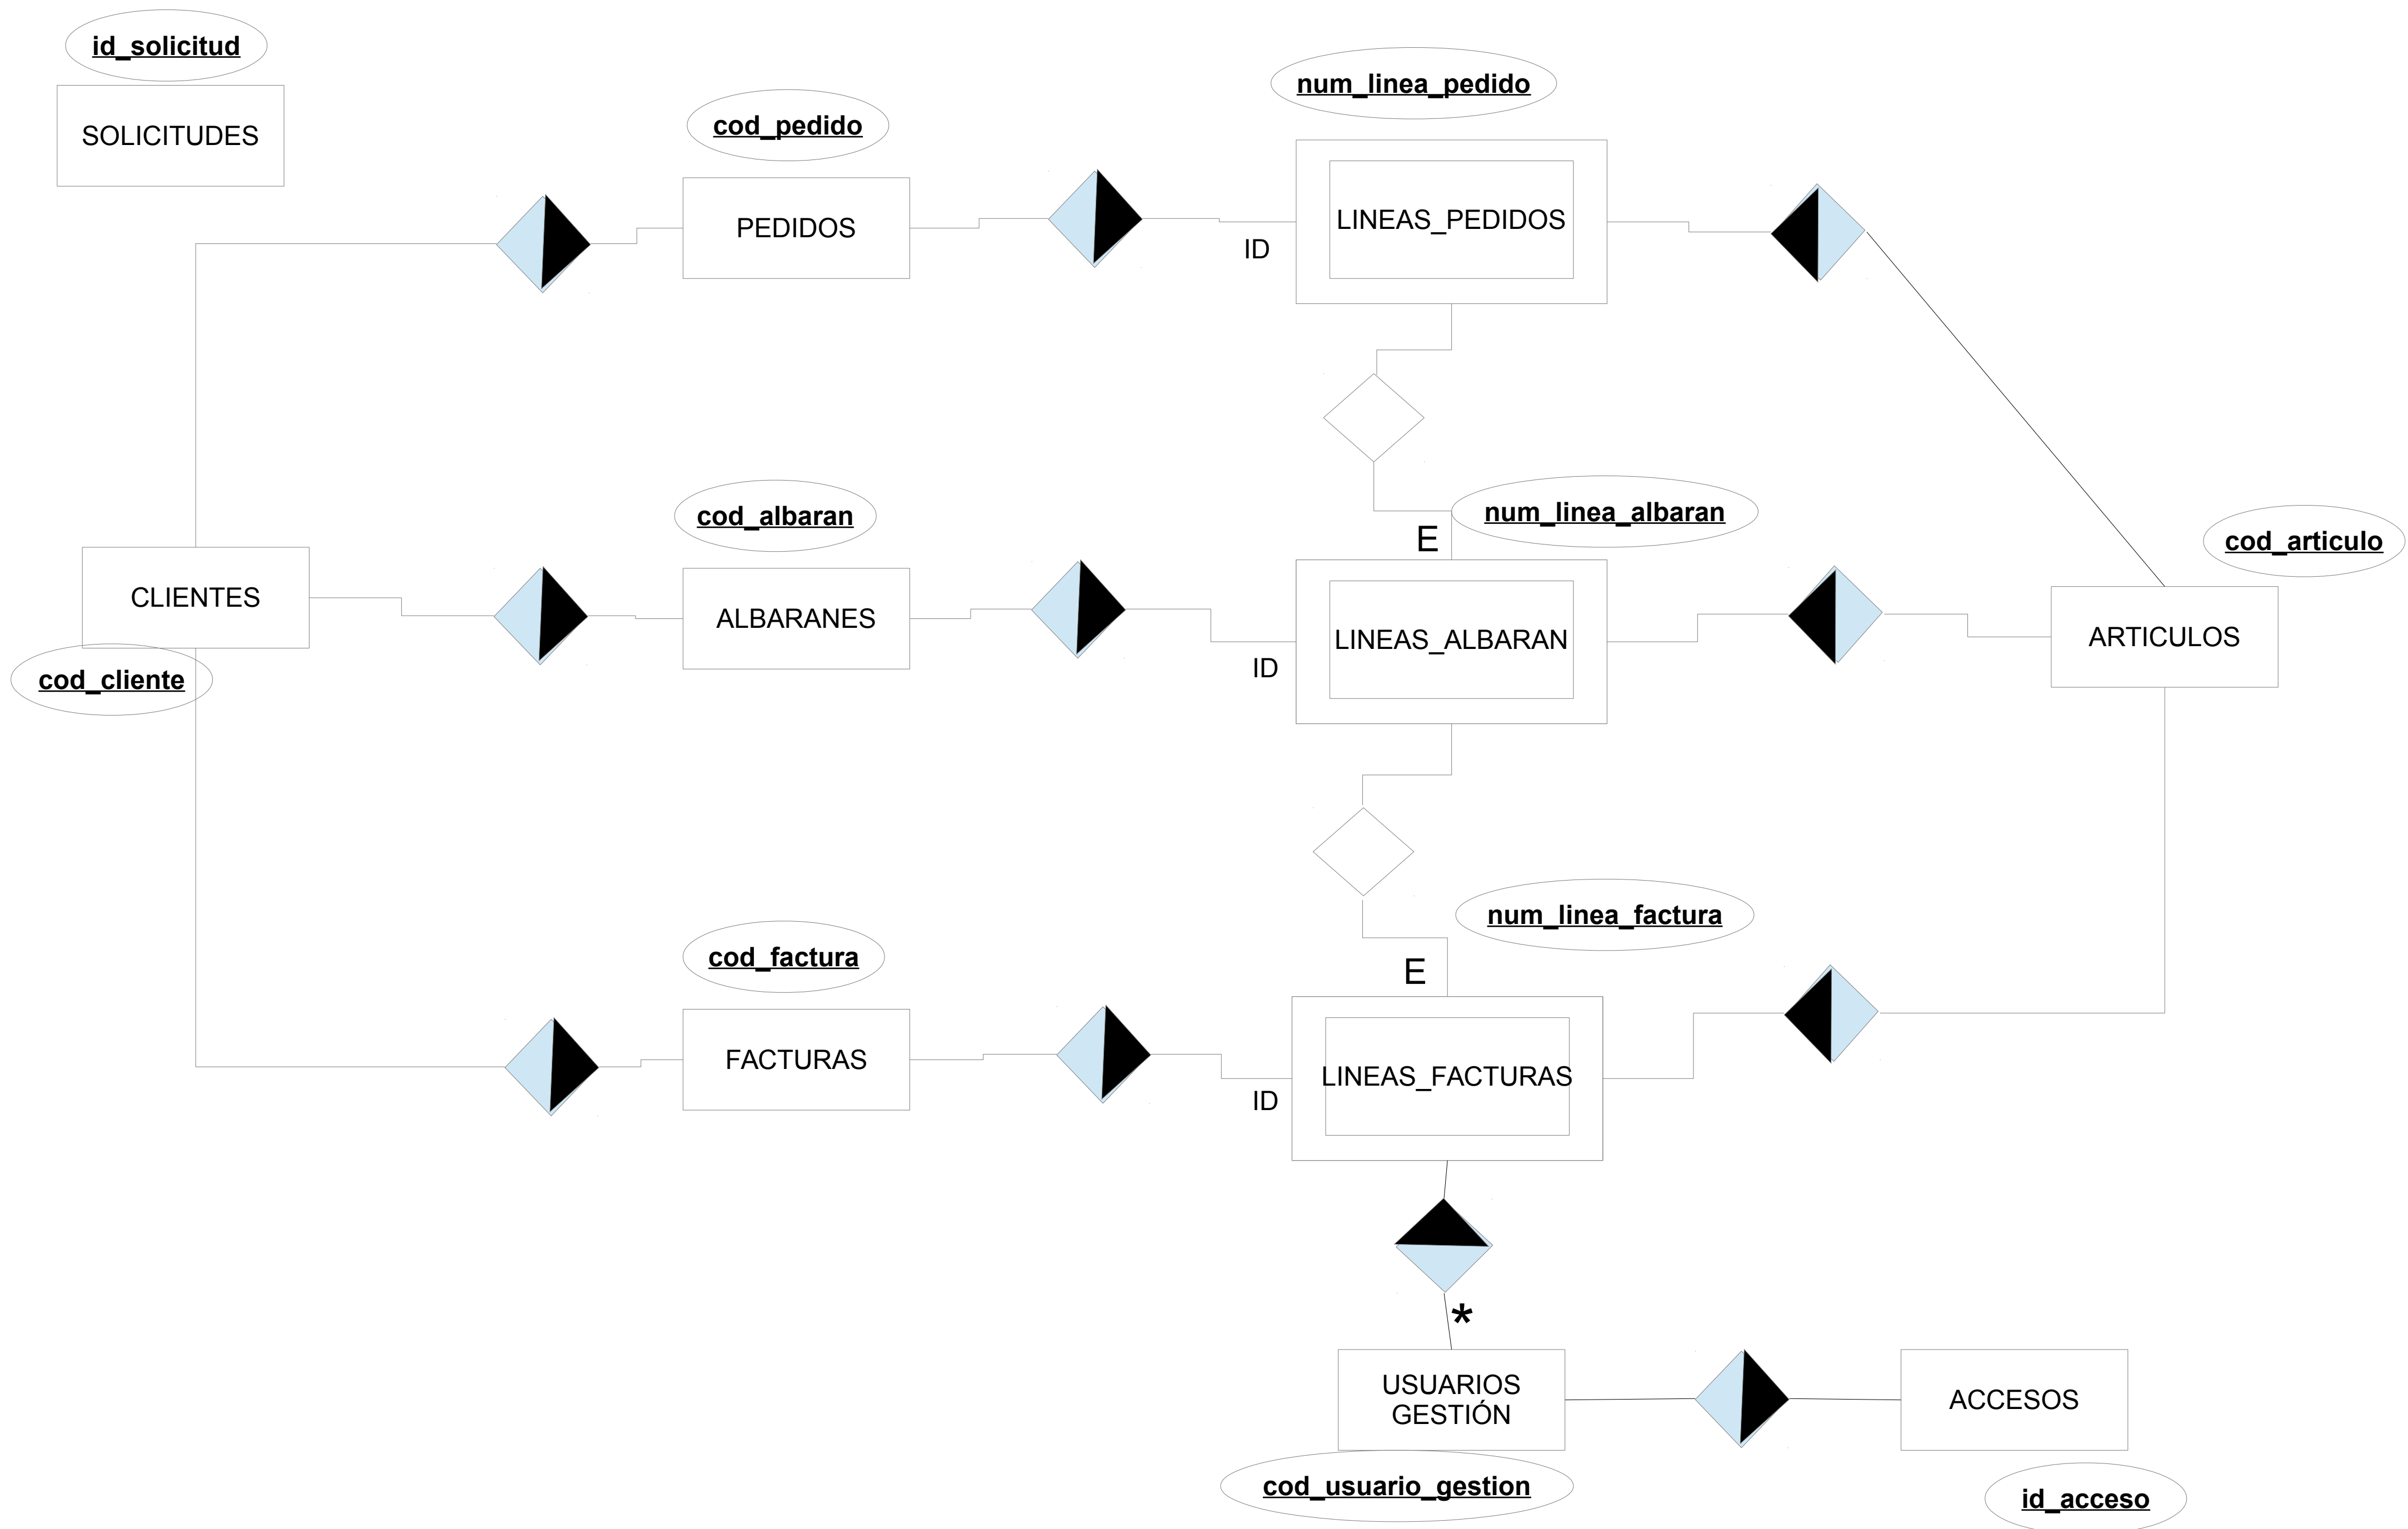 id_solicitud
SOLICITUDES
cod_pedido
PEDIDOS
num_linea_pedido
LINEAS_PEDIDOS
ID
cod_albaran
num_linea_albaran
E
cod_articulo
CLIENTES
cod_cliente
ALBARANES
ID
LINEAS_ALBARAN
ARTICULOS
cod_factura
num_linea_factura
E
FACTURAS
ID
LINEAS_FACTURAS
*
USUARIOS
GESTIÓN
ACCESOS
cod_usuario_gestion
id_acceso